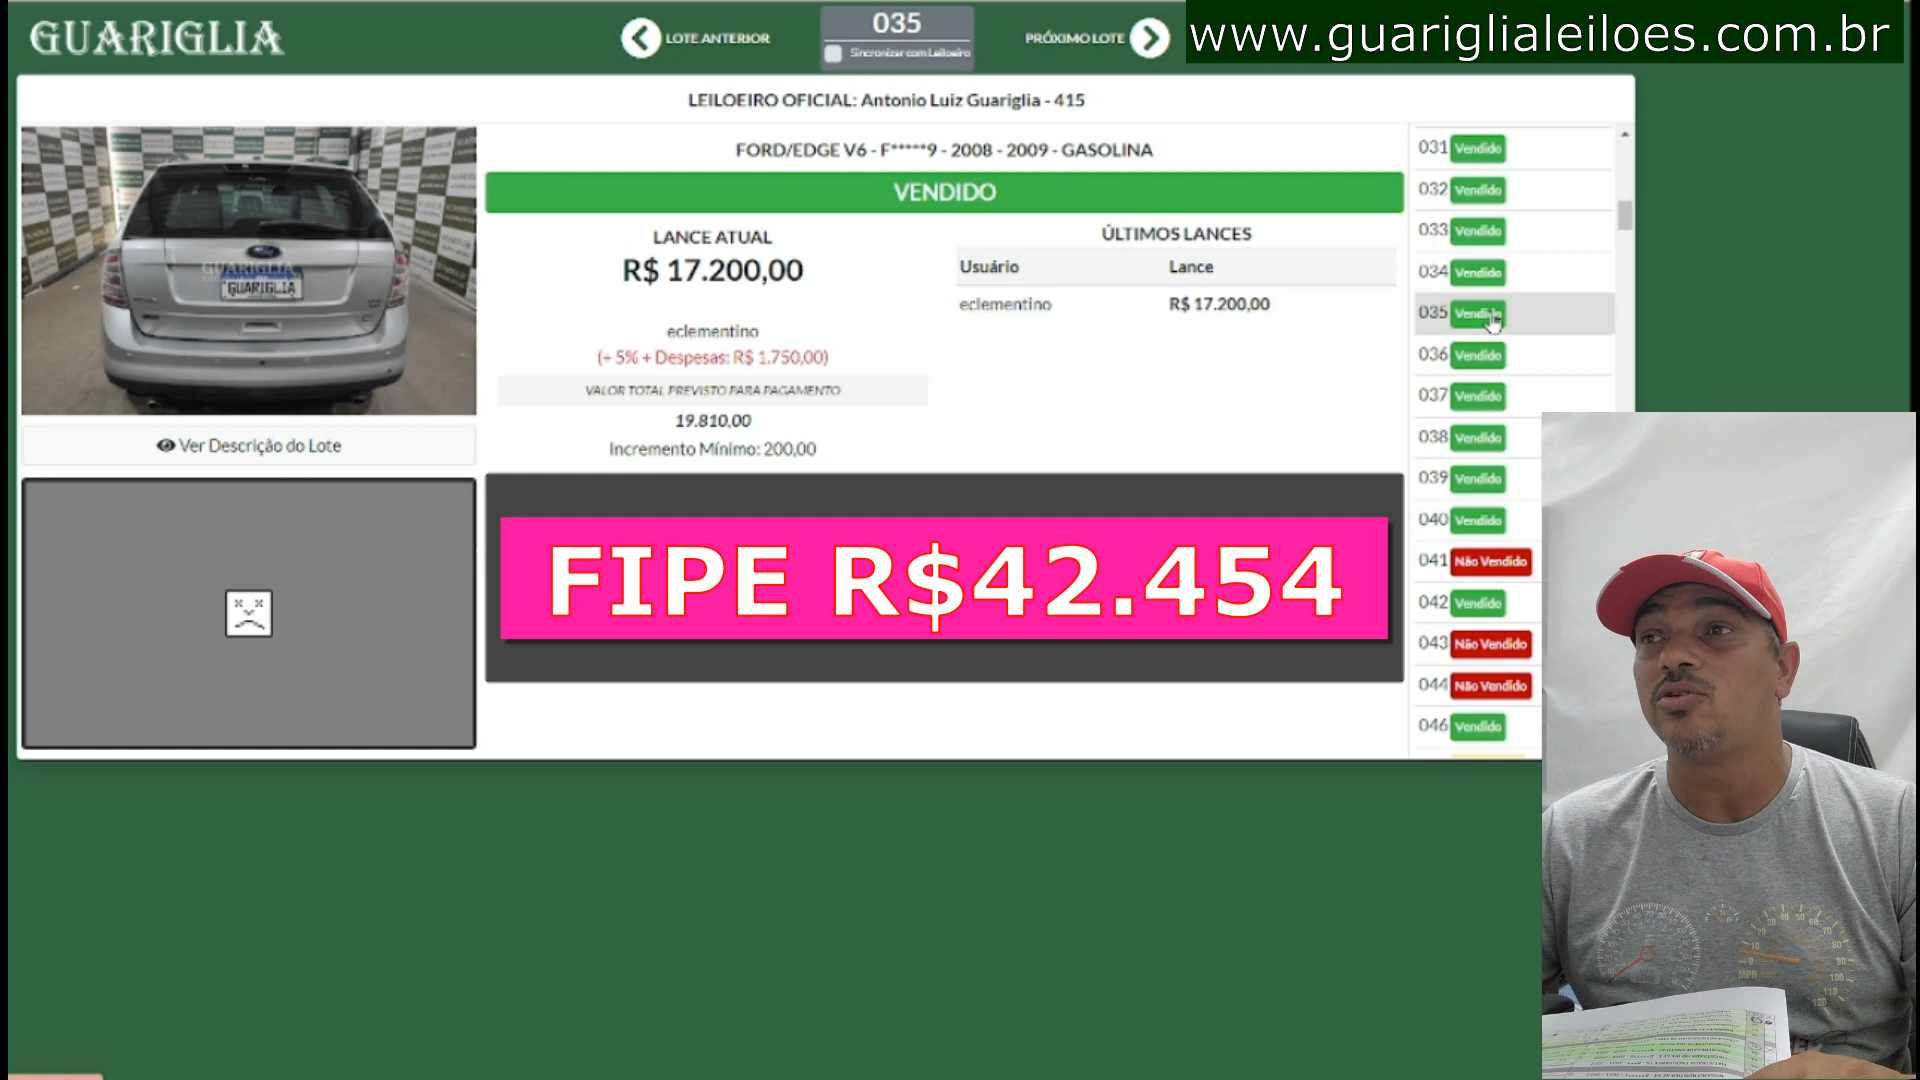 GUARIGLIA
LOTE ANTERIOR
035
Sincronizar com Leiloeiro
PRÓXIMO LOTE
www.guariglialeiloes.com.br
LEILOEIRO OFICIAL: Antonio Luiz Guariglia - 415
FORD/EDGE V6 - F*****9 - 2008 - 2009 - GASOLINA
VENDIDO
LANCE ATUAL
R$ 17.200,00
eclementino
(+ 5% + Despesas: R$ 1.750,00)
VALOR TOTAL PREVISTO PARA PAGAMENTO
19.810,00
Incremento Mínimo: 200,00
ÚLTIMOS LANCES
Usuário Lance
eclementino R$ 17.200,00
GUARIGLIA
GUARIGLIA
Ver Descrição do Lote
FIPE R$42.454
031 Vendido
032 Vendido
033 Vendido
034 Vendido
035 Vendido
036 Vendido
037 Vendido
038 Vendido
039 Vendido
040 Vendido
041 Não Vendido
042 Vendido
043 Não Vendido
044 Não Vendido
046 Vendido